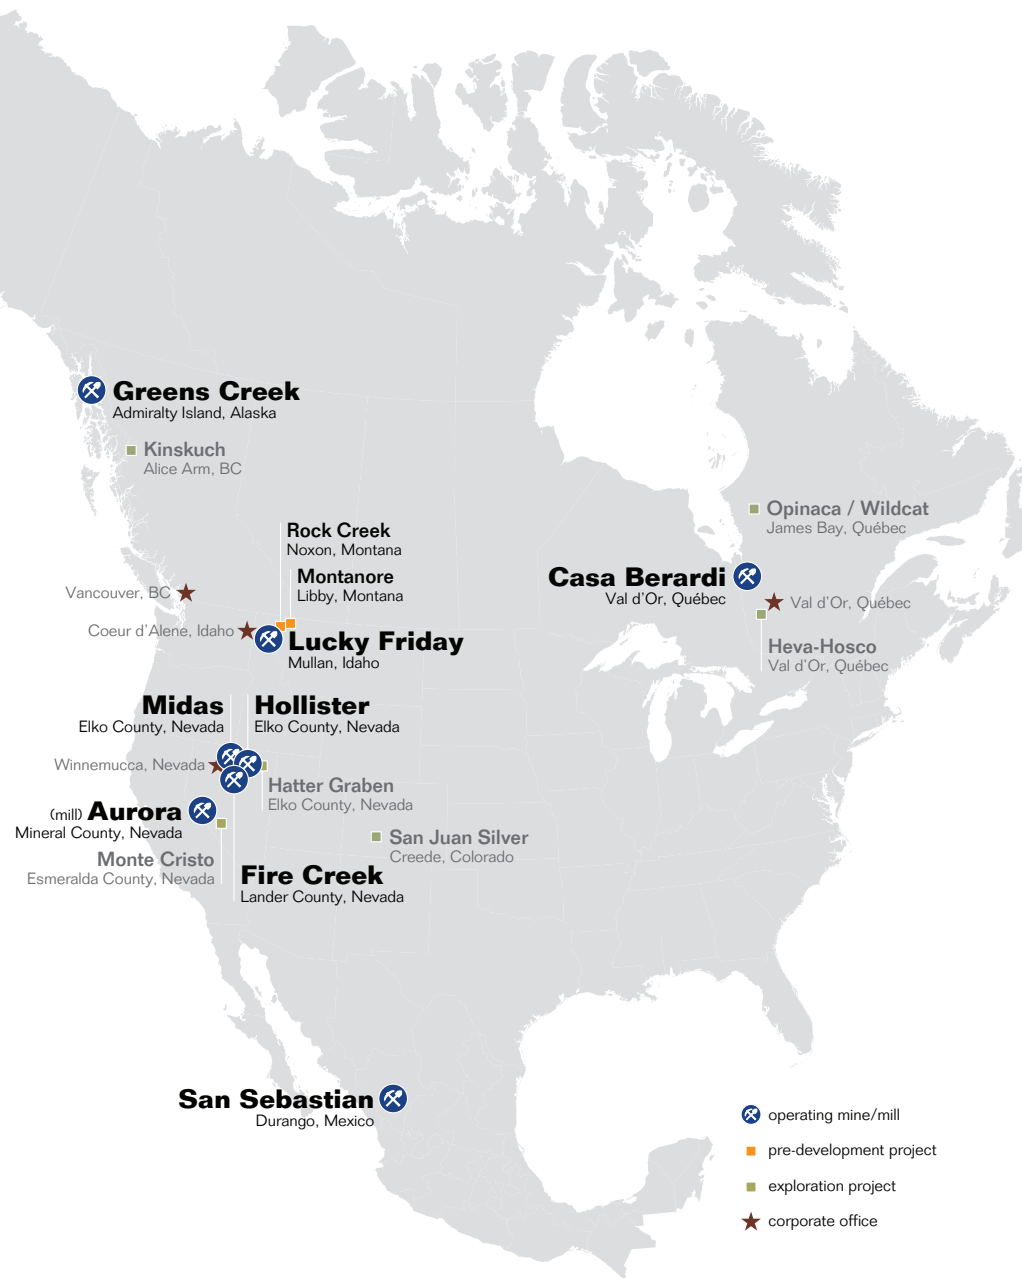 Greens Creek
Admiralty Island, Alaska
Kinskuch
Alice Arm, BC
Opinaca / Wildcat
James Bay, Québec
Rock Creek
Noxon, Montana
Montanore
Libby, Montana
Casa Berardi
Val d'Or, Québec
Vancouver, BC
Val d'Or, Québec
Coeur d'Alene, Idaho
Lucky Friday
Mullan, Idaho
Heva-Hosco
Val d'Or, Québec
Midas
Elko County, Nevada
Hollister
Elko County, Nevada
Winnemucca, Nevada
Hatter Graben
Elko County, Nevada
(mill) Aurora
Mineral County, Nevada
San Juan Silver
Creede, Colorado
Monte Cristo
Esmeralda County, Nevada
Fire Creek
Lander County, Nevada
San Sebastian
Durango, Mexico
operating mine/mill
pre-development project
exploration project
corporate office